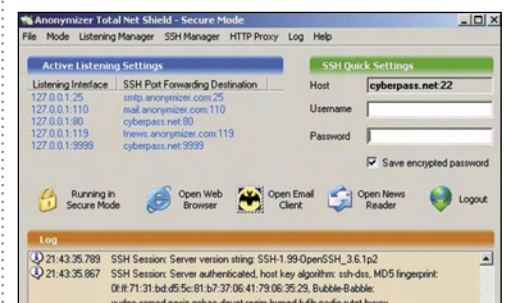 Anonymizer Total Net Shield - Secure Mode
File Mode Listening Manager SSH Manager HTTP Proxy Log Help
Active Listening Settings
SSH Quick Settings
Listening Interface SSH Port Forwarding Destination
127.0.0.1:25 smtp.anonymizer.com:25
127.0.0.1:110 mail.anonymizer.com:110
127.0.0.1:80 cyberpass.net:80
127.0.0.1:119 tnews.anonymizer.com:119
127.0.0.1:9999 cyberpass.net:9999
Host cyberpass.net:22
Username
Password
Save encrypted password
Running in Secure Mode
Open Web Browser
Open Email Client
Open News Reader
Logout
Log
21:43:35.789 SSH Session: Server version string: SSH-1.99-OpenSSH_3.6.1p2
21:43:35.867 SSH Session: Server authenticated, host key algorithm: ssh-dss, MD5 fingerprint:
0f:ff:71:31:bd:d5:5c:81:b7:37:06:41:79:06:35:29, Bubble-Babble: